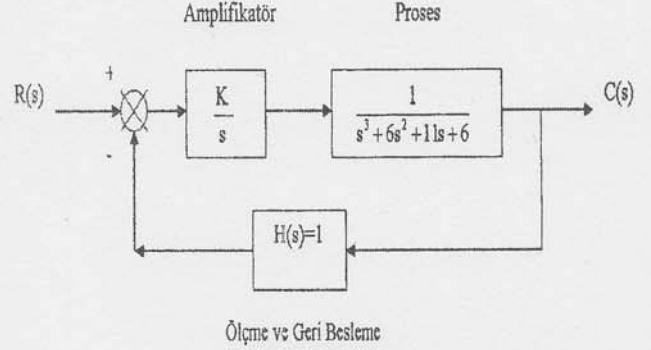 Amplifikatör Proses
+
R(s) K 1 C(s)
s s³+6s²+11s+6
-
H(s)=1
Ölçme ve Geri Besleme